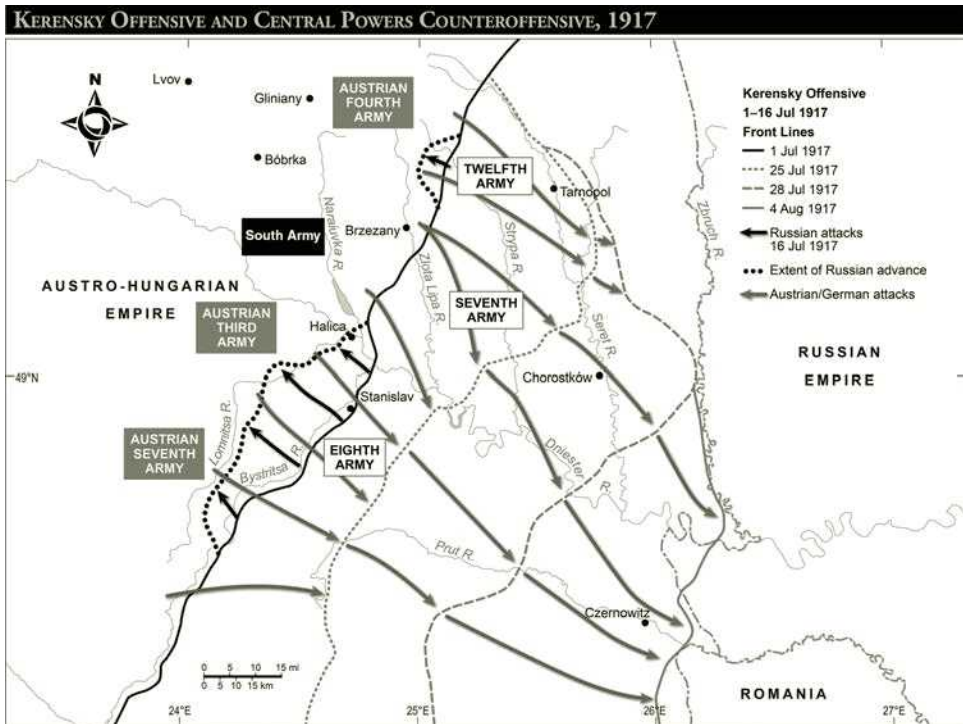 KERENSKY OFFENSIVE AND CENTRAL POWERS COUNTEROFFENSIVE, 1917
N
Lvov
Gliniany
Bóbrka
AUSTRIAN
FOURTH
ARMY
TWELFTH
ARMY
Tarnopol
Zbruch R.
Kerensky Offensive
1–16 Jul 1917
Front Lines
1 Jul 1917
25 Jul 1917
28 Jul 1917
4 Aug 1917
Russian attacks
16 Jul 1917
Extent of Russian advance
Austrian/German attacks
South Army
Naraiuvka R.
Brzezany
Zlota Lipa R.
Strypa R.
AUSTRO-HUNGARIAN
EMPIRE
AUSTRIAN
THIRD
ARMY
Halica
SEVENTH
ARMY
Seret R.
RUSSIAN
EMPIRE
49°N
Chorostków
Stanislav
Lomnitsa R.
AUSTRIAN
SEVENTH
ARMY
Bystritsa R.
EIGHTH
ARMY
Dniester R.
Prut R.
Czernowitz
0 5 10 15 mi
0 5 10 15 km
ROMANIA
24°E
25°E
26°E
27°E